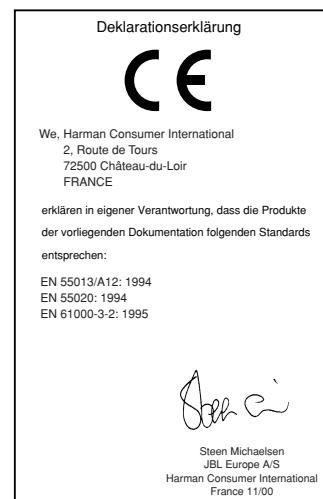 Deklarationserklärung
CE
We, Harman Consumer International
2, Route de Tours
72500 Château-du-Loir
FRANCE
erklären in eigener Verantwortung, dass die Produkte
der vorliegenden Dokumentation folgenden Standards
entsprechen:
EN 55013/A12: 1994
EN 55020: 1994
EN 61000-3-2: 1995
Steen Michaelsen
JBL Europe A/S
Harman Consumer International
France 11/00